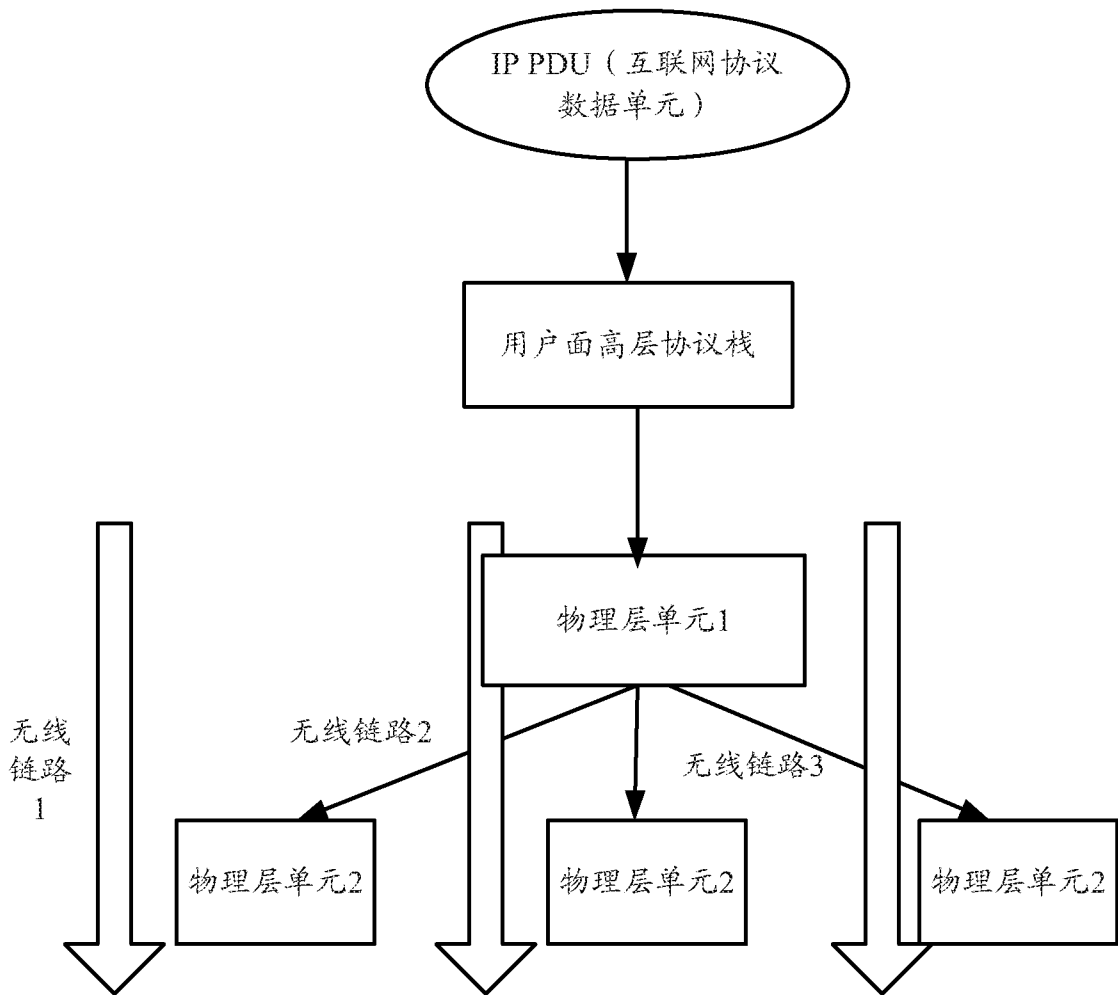 IP PDU（互联网协议
数据单元）
用户面高层协议栈
物理层单元1
无线
链路
1
无线链路2
无线链路3
物理层单元2
物理层单元2
物理层单元2